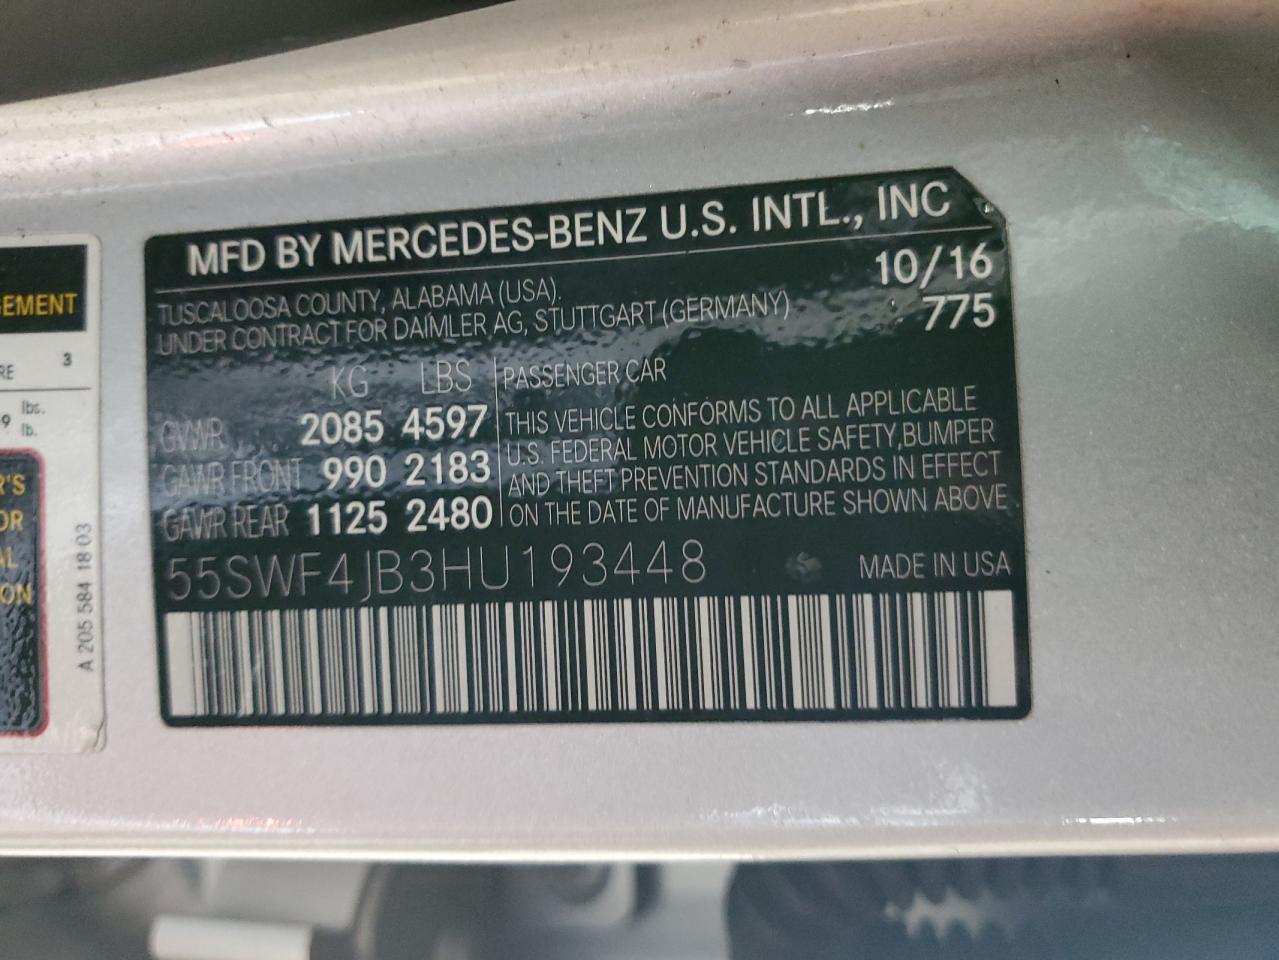 MFD BY MERCEDES-BENZ U.S. INTL., INC
TUSCALOOSA COUNTY, ALABAMA (USA).
10/16
UNDER CONTRACT FOR DAIMLER AG, STUTTGART (GERMANY)
775
KG LBS
GVWR 2085 4597
GAWR FRONT 990 2183
GAWR REAR 1125 2480
PASSENGER CAR
THIS VEHICLE CONFORMS TO ALL APPLICABLE
U.S. FEDERAL MOTOR VEHICLE SAFETY, BUMPER
AND THEFT PREVENTION STANDARDS IN EFFECT
ON THE DATE OF MANUFACTURE SHOWN ABOVE
55SWF4JB3HU193448
MADE IN USA
3
lbs.
lb.
A 205 584 18 03